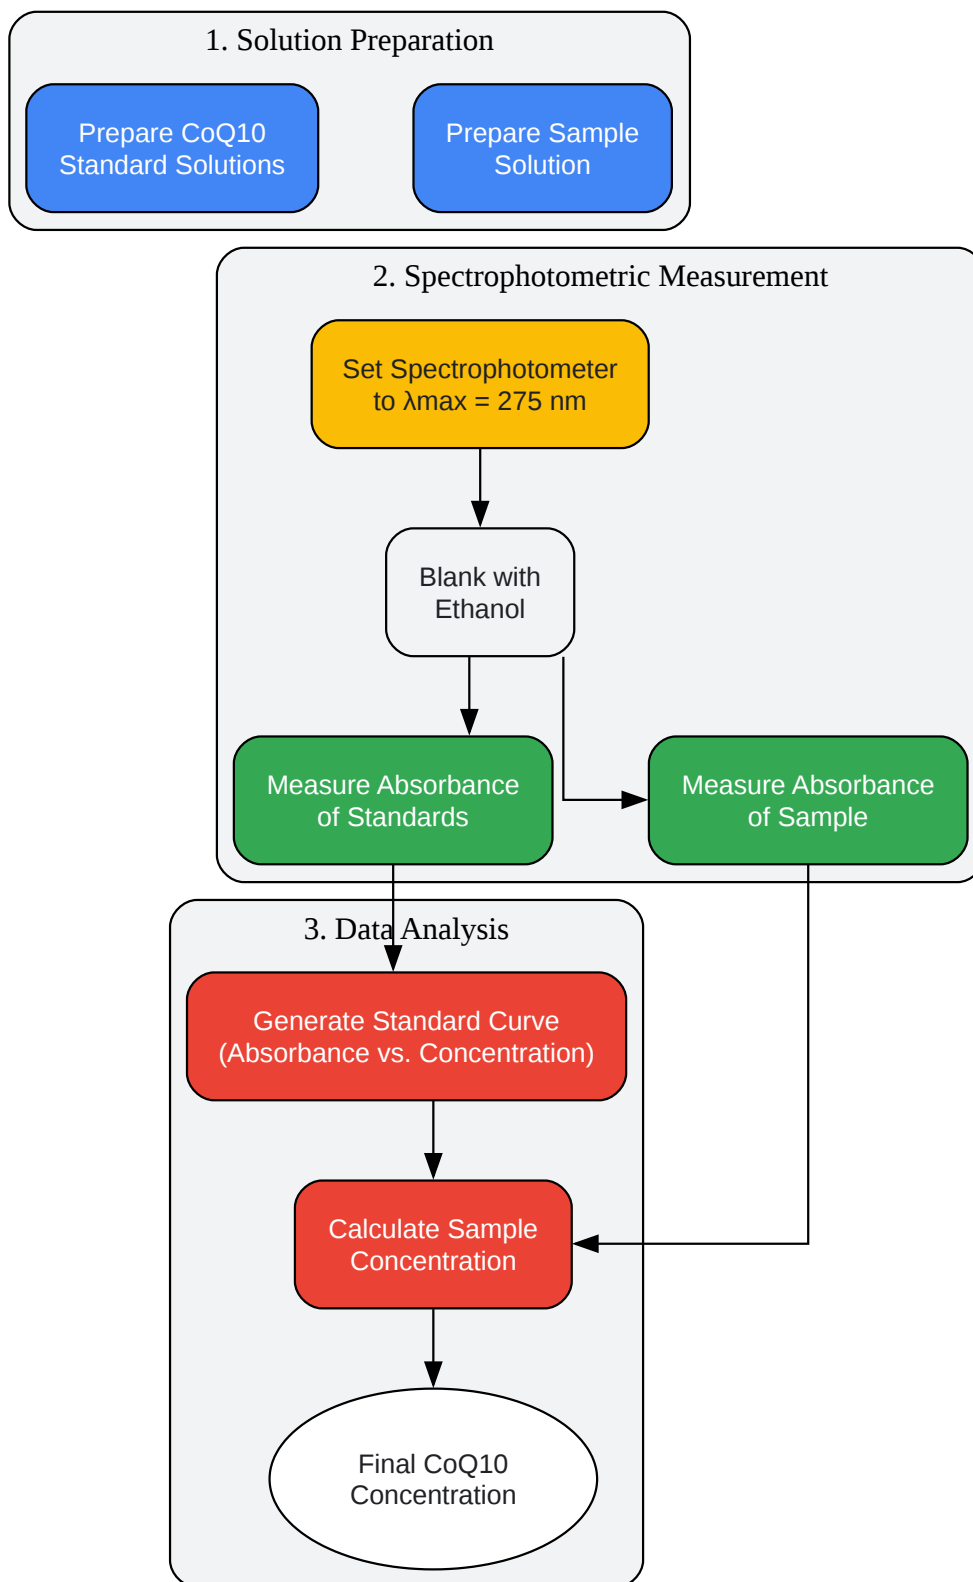 1. Solution Preparation
Prepare CoQ10
Standard Solutions
Prepare Sample
Solution
2. Spectrophotometric Measurement
Set Spectrophotometer
to λmax = 275 nm
Blank with
Ethanol
Measure Absorbance
of Standards
Measure Absorbance
of Sample
3. Data Analysis
Generate Standard Curve
(Absorbance vs. Concentration)
Calculate Sample
Concentration
Final CoQ10
Concentration